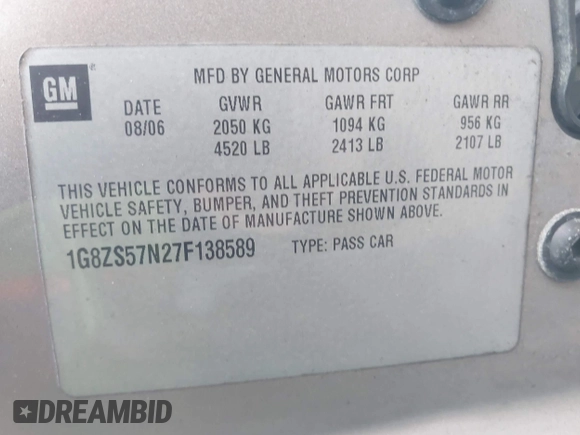 GM
MFD BY GENERAL MOTORS CORP
DATE GVWR GAWR FRT GAWR RR
08/06 2050 KG 1094 KG 956 KG
4520 LB 2413 LB 2107 LB
THIS VEHICLE CONFORMS TO ALL APPLICABLE U.S. FEDERAL MOTOR
VEHICLE SAFETY, BUMPER, AND THEFT PREVENTION STANDARDS IN
EFFECT ON THE DATE OF MANUFACTURE SHOWN ABOVE.
1G8ZS57N27F138589 TYPE: PASS CAR
DREAMBID